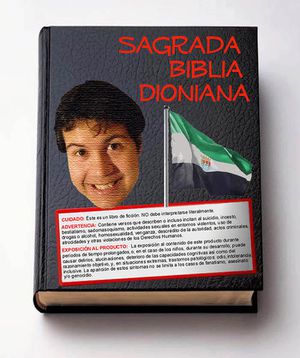 SAGRADA
BIBLIA
DIONIANA
CUIDADO: Éste es un libro de ficción. NO debe interpretarse literalmente.
ADVERTENCIA: Contiene versos que describen o incluso incitan al suicidio, incesto,
bestialismo, sadomasoquismo, actividades sexuales en entornos violentos, uso de
drogas o alcohol, homosexualidad, venganza, descrédito de la autoridad, actos criminales,
atrocidades y otras violaciones de los Derechos Humanos.
EXPOSICIÓN AL PRODUCTO: La exposición al contenido de este producto durante
periodos de tiempo prolongados, o en el caso de los niños, durante su desarrollo, puede
causar delirios, alucinaciones, deterioro de las capacidades cognitivas así como del
razonamiento objetivo, y, en situaciones extremas, trastornos patológicos, odio, intolerancia
inclusive. La aparición de estos síntomas no se limita a los casos de fanatismo, asesinato
y/o genocidio.